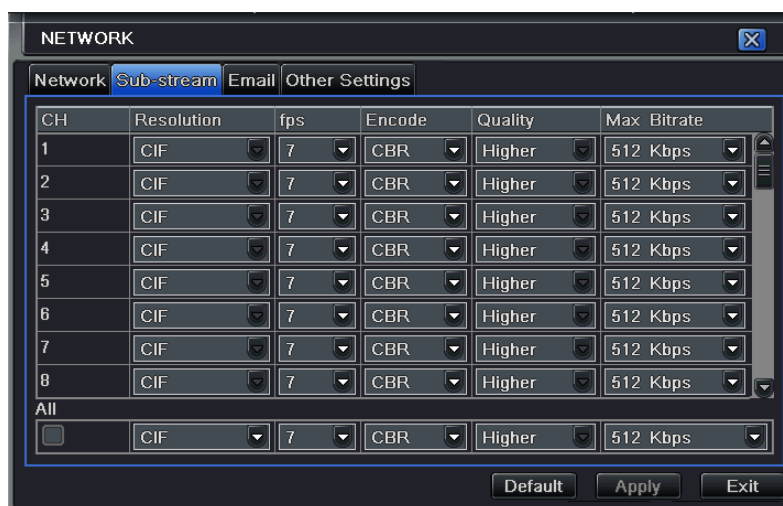 NETWORK
Network Sub-stream Email Other Settings
CH Resolution fps Encode Quality Max Bitrate
1 CIF 7 CBR Higher 512 Kbps
2 CIF 7 CBR Higher 512 Kbps
3 CIF 7 CBR Higher 512 Kbps
4 CIF 7 CBR Higher 512 Kbps
5 CIF 7 CBR Higher 512 Kbps
6 CIF 7 CBR Higher 512 Kbps
7 CIF 7 CBR Higher 512 Kbps
8 CIF 7 CBR Higher 512 Kbps
All
CIF 7 CBR Higher 512 Kbps
Default Apply Exit